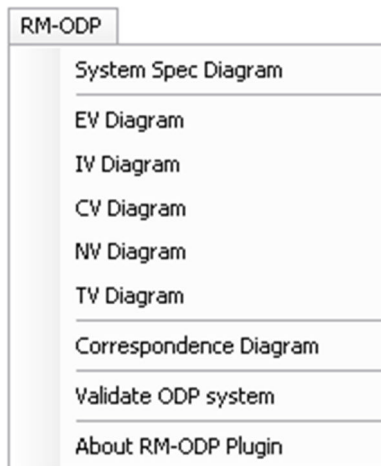 RM-ODP
System Spec Diagram
EV Diagram
IV Diagram
CV Diagram
NV Diagram
TV Diagram
Correspondence Diagram
Validate ODP system
About RM-ODP Plugin